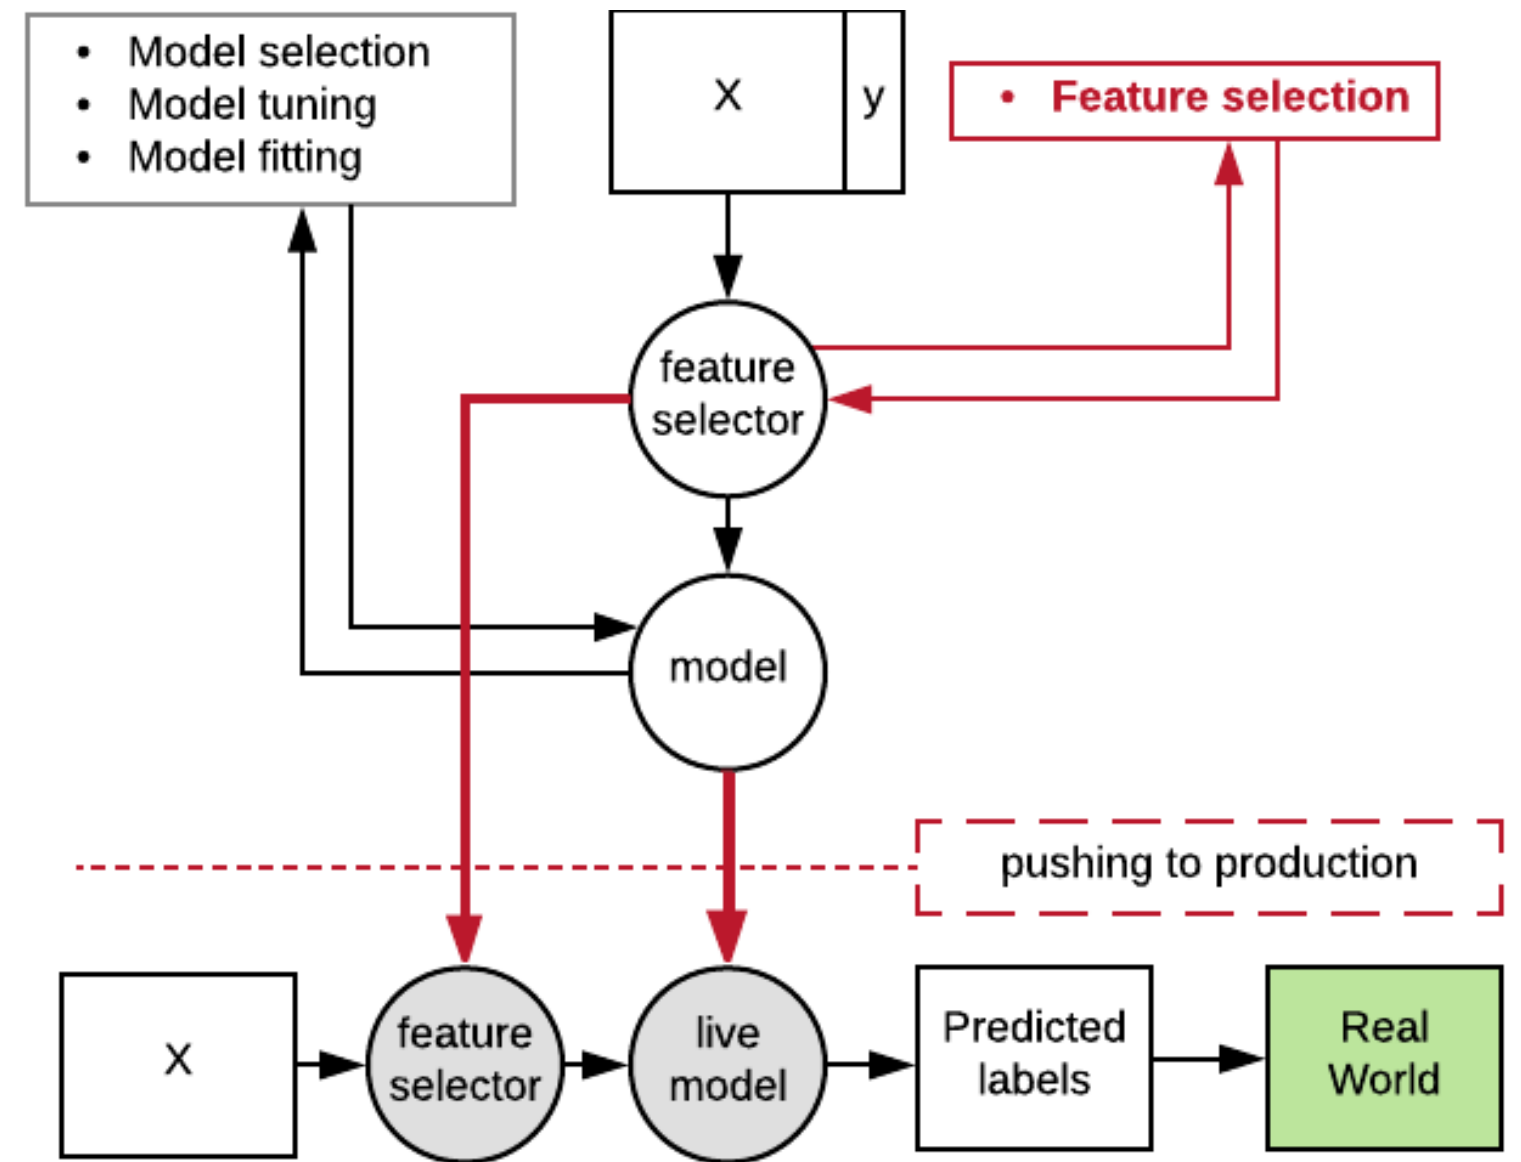 • Model selection
• Model tuning
• Model fitting
X
y
• Feature selection
feature
selector
model
pushing to production
X
feature
selector
live
model
Predicted
labels
Real
World